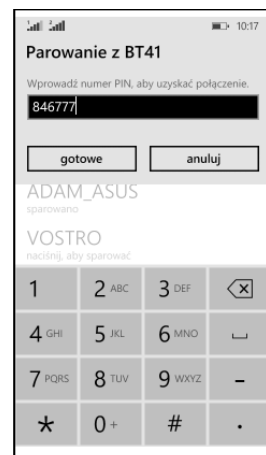 10:17
Parowanie z BT41
Wprowadź numer PIN, aby uzyskać połączenie.
846777
gotowe anuluj
ADAM_ASUS
sparowano
VOSTRO
naciśnij, aby sparować
1 2 ABC 3 DEF
4 GHI 5 JKL 6 MNO
7 PQRS 8 TUV 9 WXYZ -
* 0 + # .